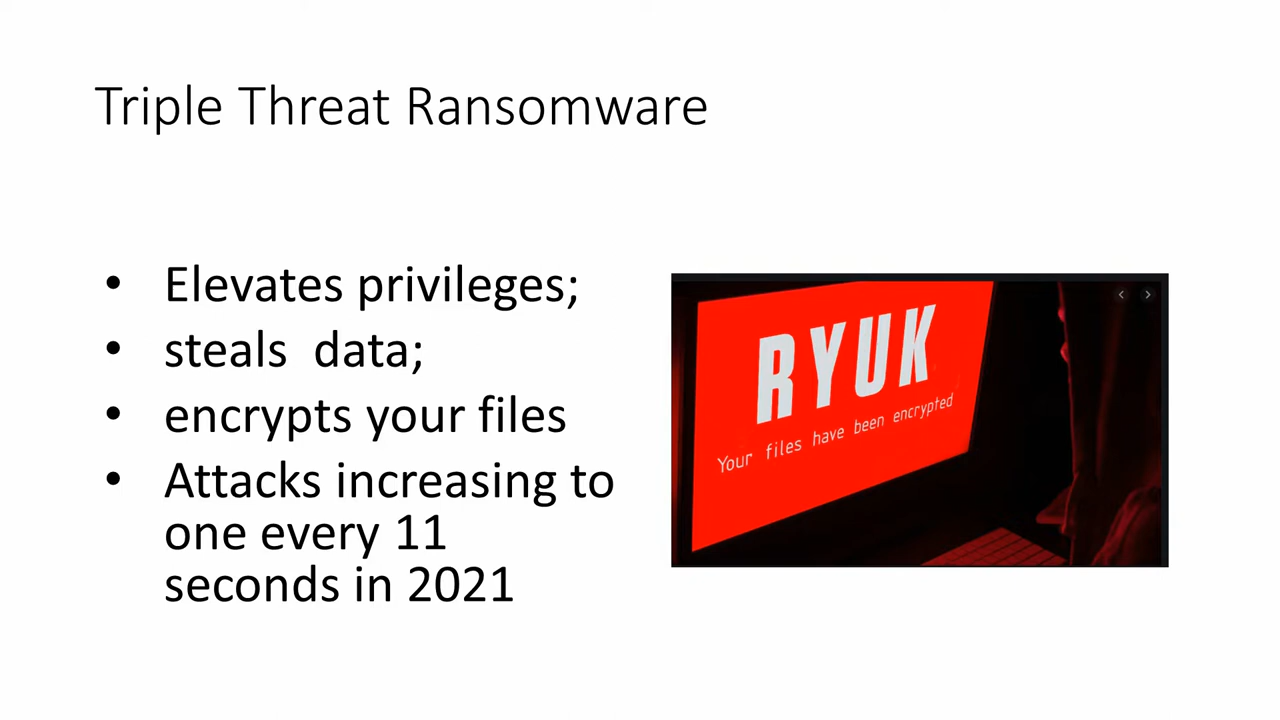 Triple Threat Ransomware
• Elevates privileges;
• steals  data;
• encrypts your files
• Attacks increasing to
one every 11
seconds in 2021
RYUK
Your files have been encrypted